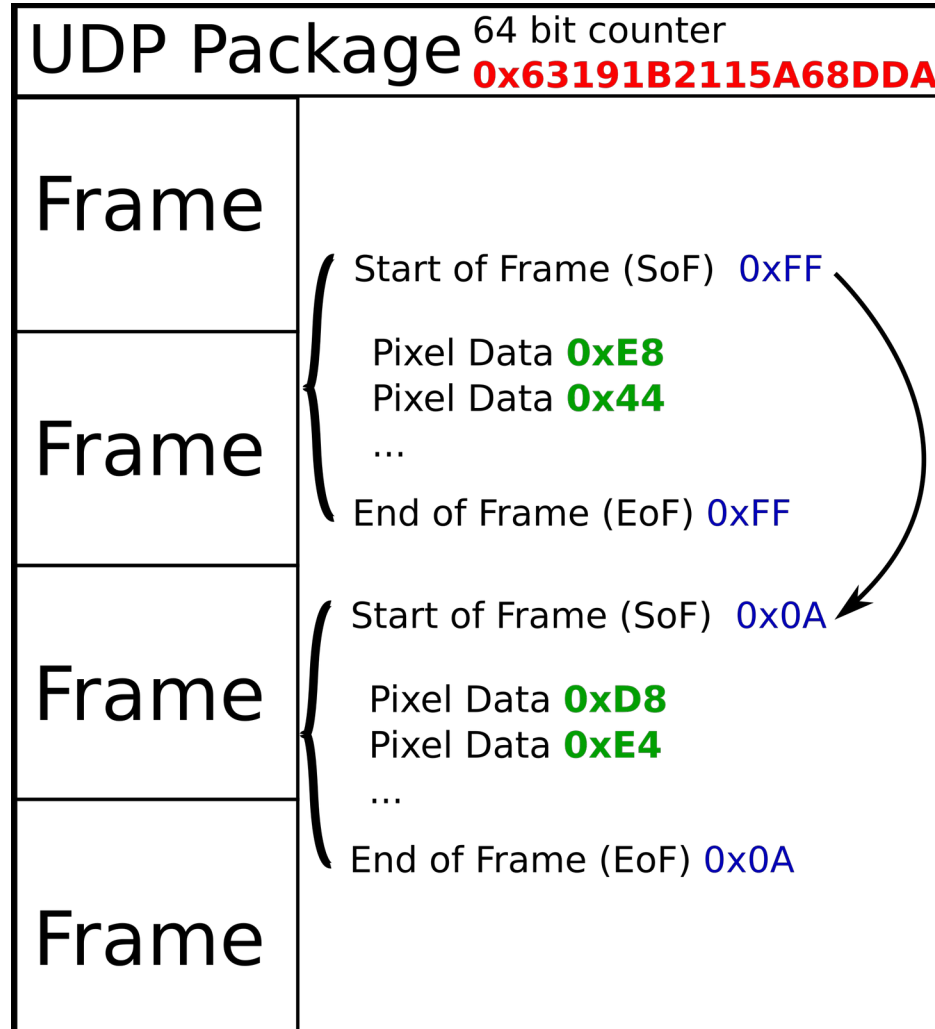 UDP Package
64 bit counter
0x63191B2115A68DDA
Frame
Start of Frame (SoF) 0xFF
Pixel Data 0xE8
Pixel Data 0x44
...
End of Frame (EoF) 0xFF
Frame
Start of Frame (SoF) 0x0A
Pixel Data 0xD8
Pixel Data 0xE4
...
End of Frame (EoF) 0x0A
Frame
Frame